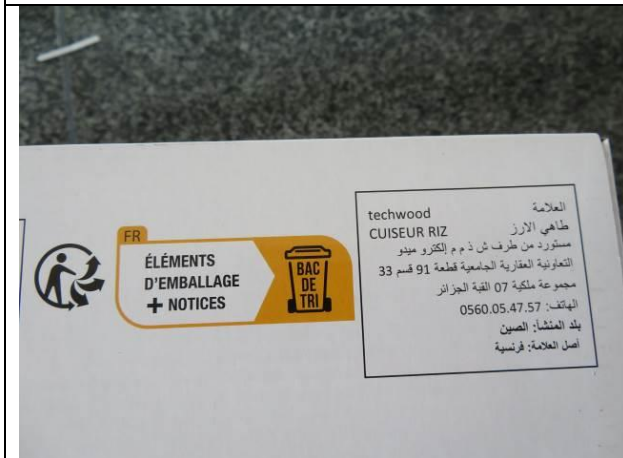 FR
ÉLÉMENTS
D'EMBALLAGE
+ NOTICES
BAC
DE
TRI
العلامة techwood
طاهي الارز CUISEUR RIZ
مستورد من طرف ش ذ م م إلكترو ميدو
التعاونية العقارية الجامعية قطعة 91 قسم 33
مجموعة ملكية 07 القبة الجزائر
الهاتف: 0560.05.47.57
بلد المنشأ: الصين
أصل العلامة: فرنسية